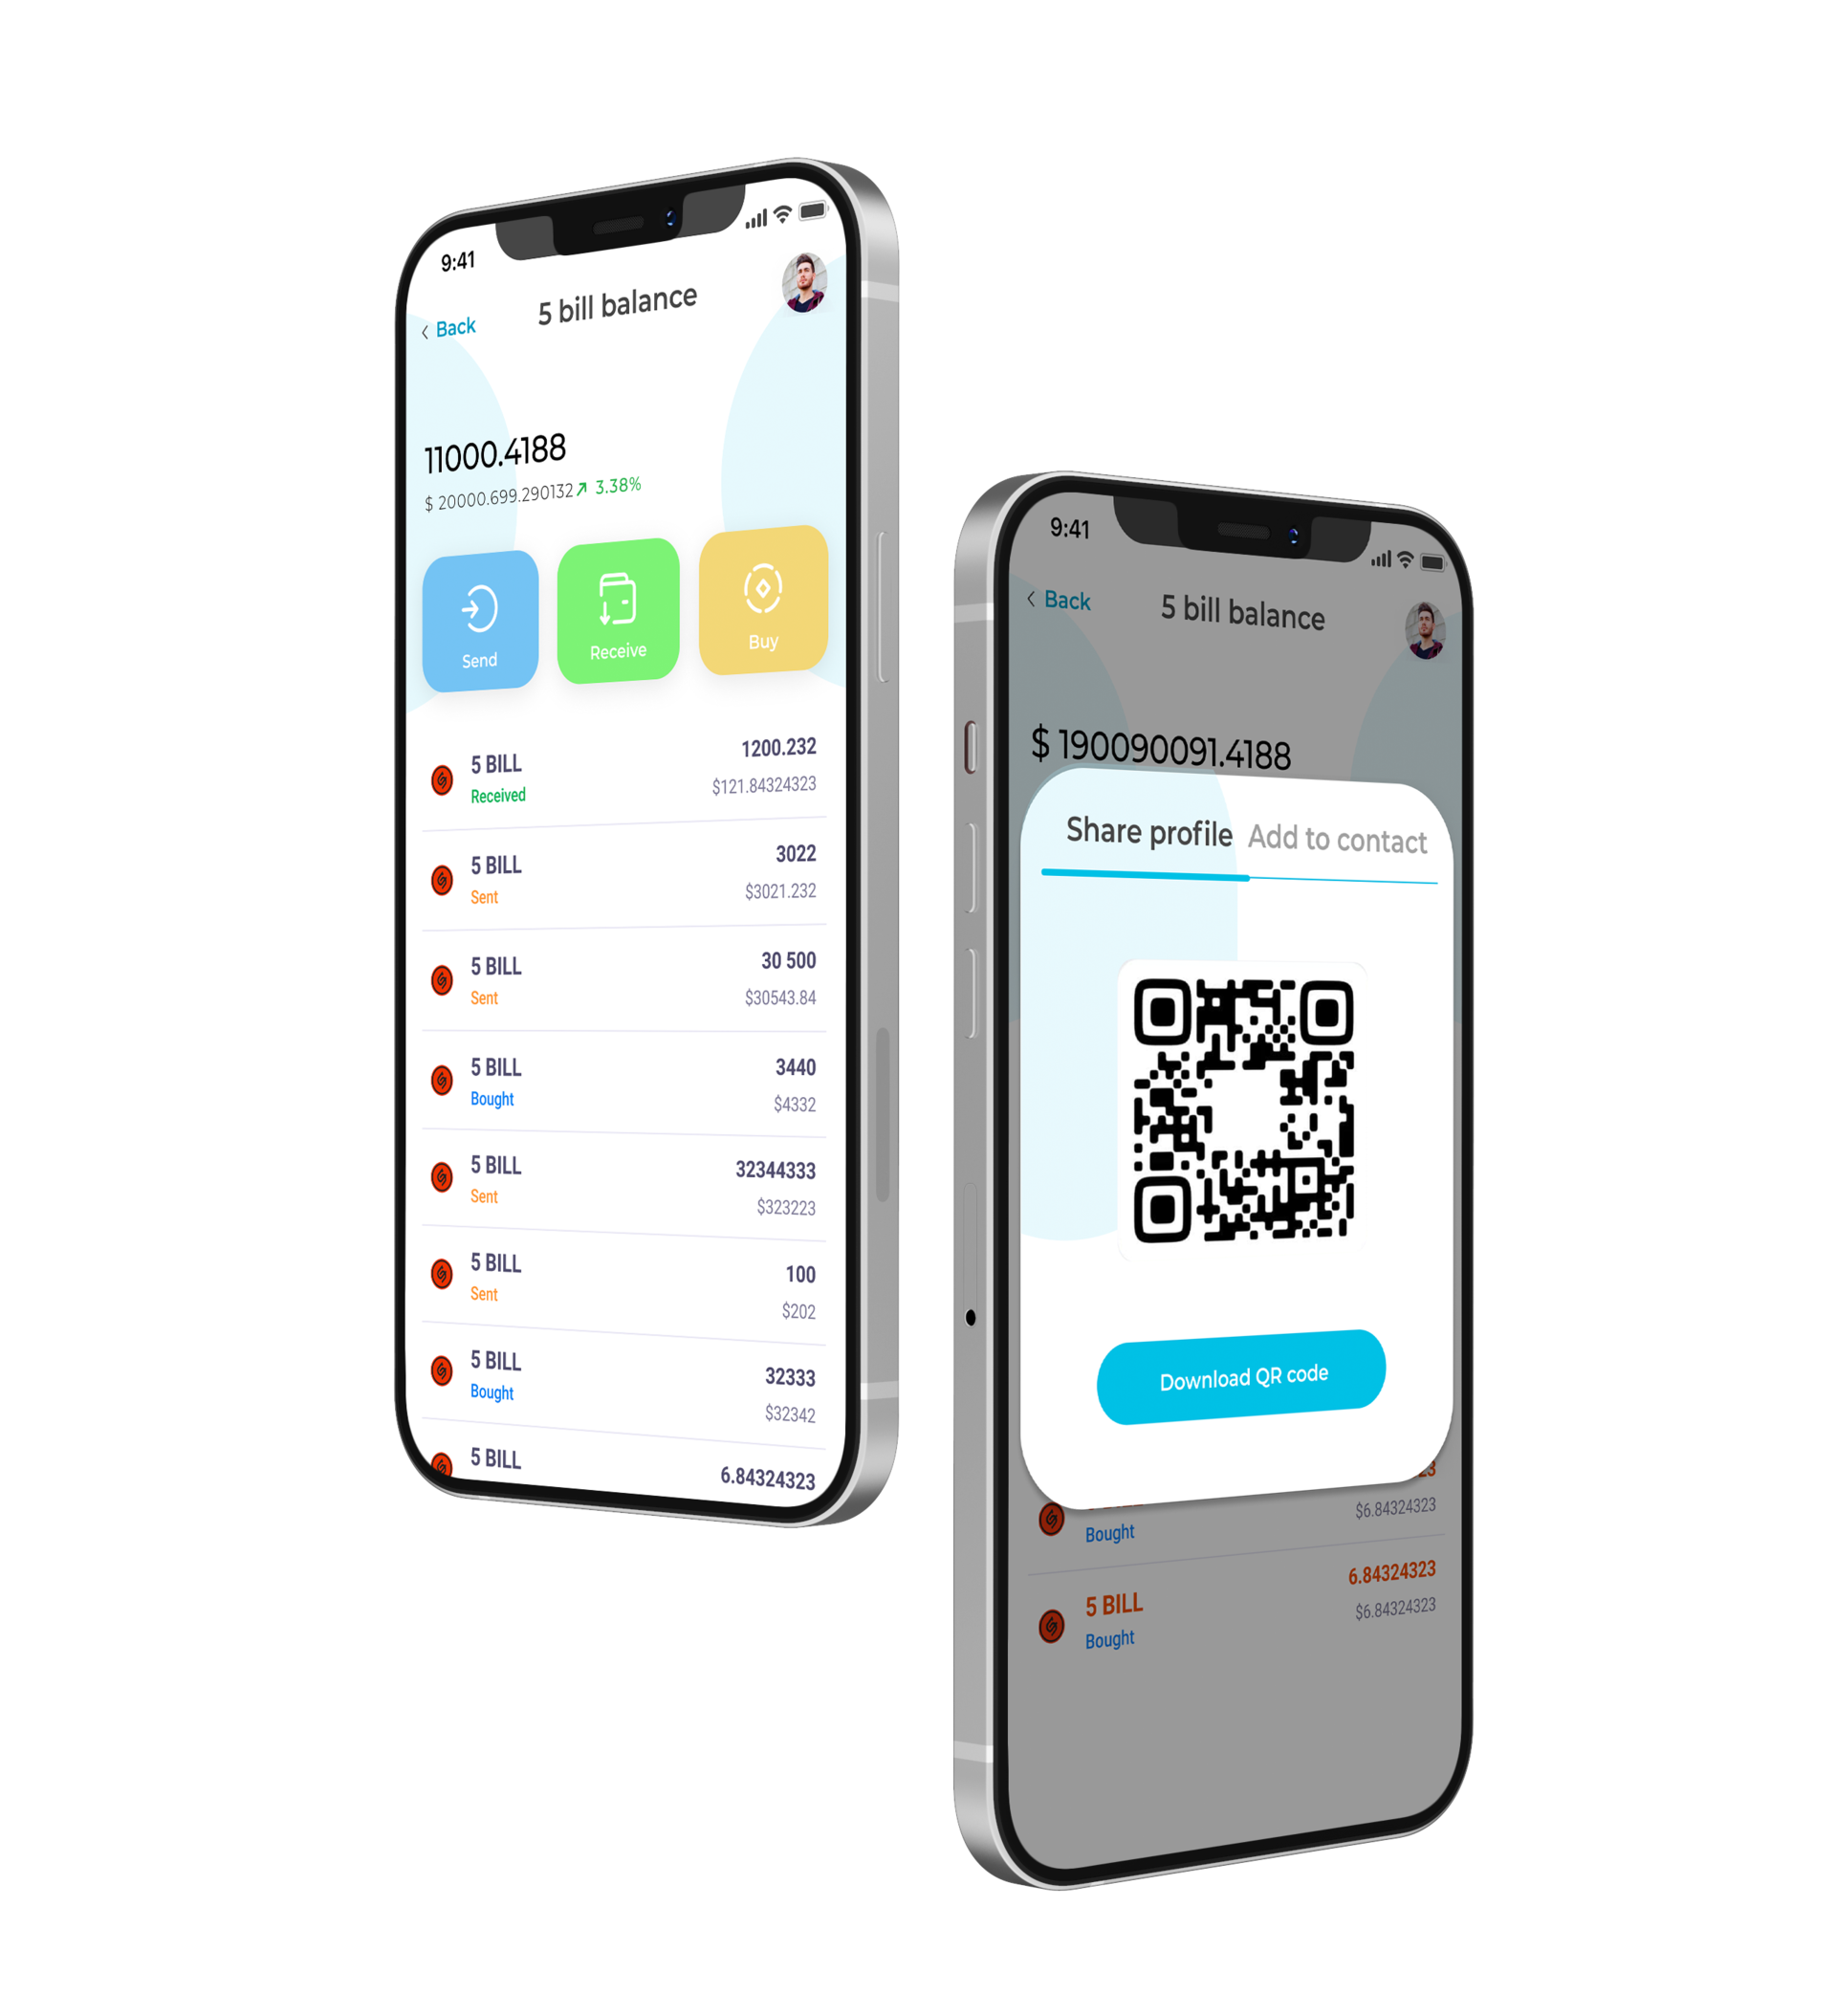 9:41
< Back
5 bill balance
11000.4188
$ 20000.699.290132 3.38%
Send
Receive
Buy
5 BILL
1200.232
Received
$121.84324323
5 BILL
3022
Sent
$3021.232
5 BILL
30 500
Sent
$30543.84
5 BILL
3440
Bought
$4332
5 BILL
32344333
Sent
$323223
5 BILL
100
Sent
$202
5 BILL
32333
Bought
$32342
5 BILL
6.84324323
9:41
< Back
5 bill balance
$ 190090091.4188
Share profile
Add to contact
Download QR code
23
Bought
$6.84324323
5 BILL
6.84324323
Bought
$6.84324323